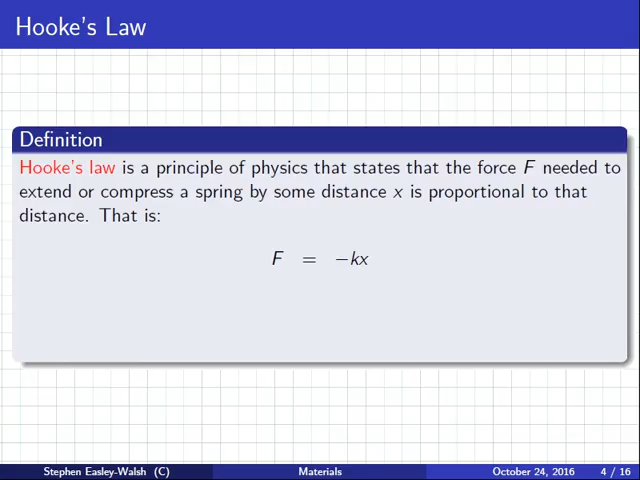 Hooke's Law
Definition
Hooke's law is a principle of physics that states that the force F needed to
extend or compress a spring by some distance x is proportional to that
distance. That is:
F = −kx
Stephen Easley-Walsh (C) Materials October 24, 2016 4 / 16